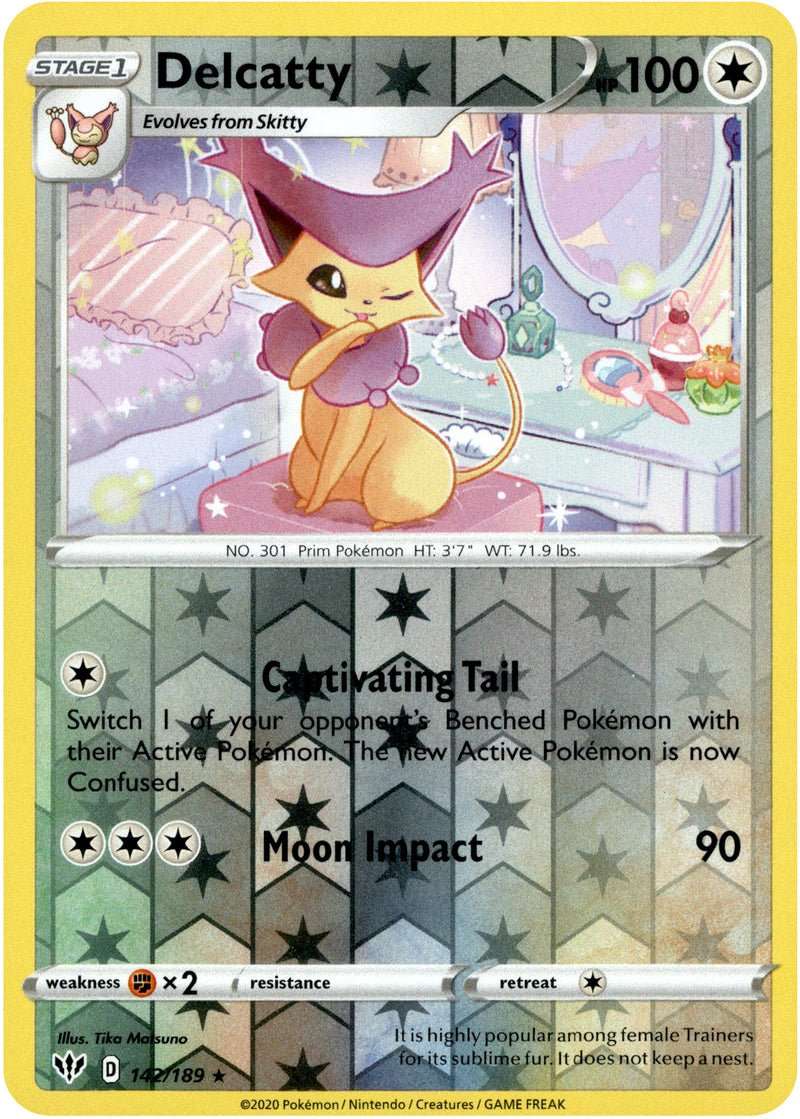 STAGE1
Delcatty
HP 100
Evolves from Skitty
NO. 301 Prim Pokémon HT: 3'7" WT: 71.9 lbs.
Captivating Tail
Switch 1 of your opponent's Benched Pokémon with
their Active Pokémon. The new Active Pokémon is now
Confused.
Moon Impact 90
weakness ×2 resistance retreat
Illus. Tika Matsuno
It is highly popular among female Trainers
for its sublime fur. It does not keep a nest.
D 142/189 ★
©2020 Pokémon / Nintendo / Creatures / GAME FREAK